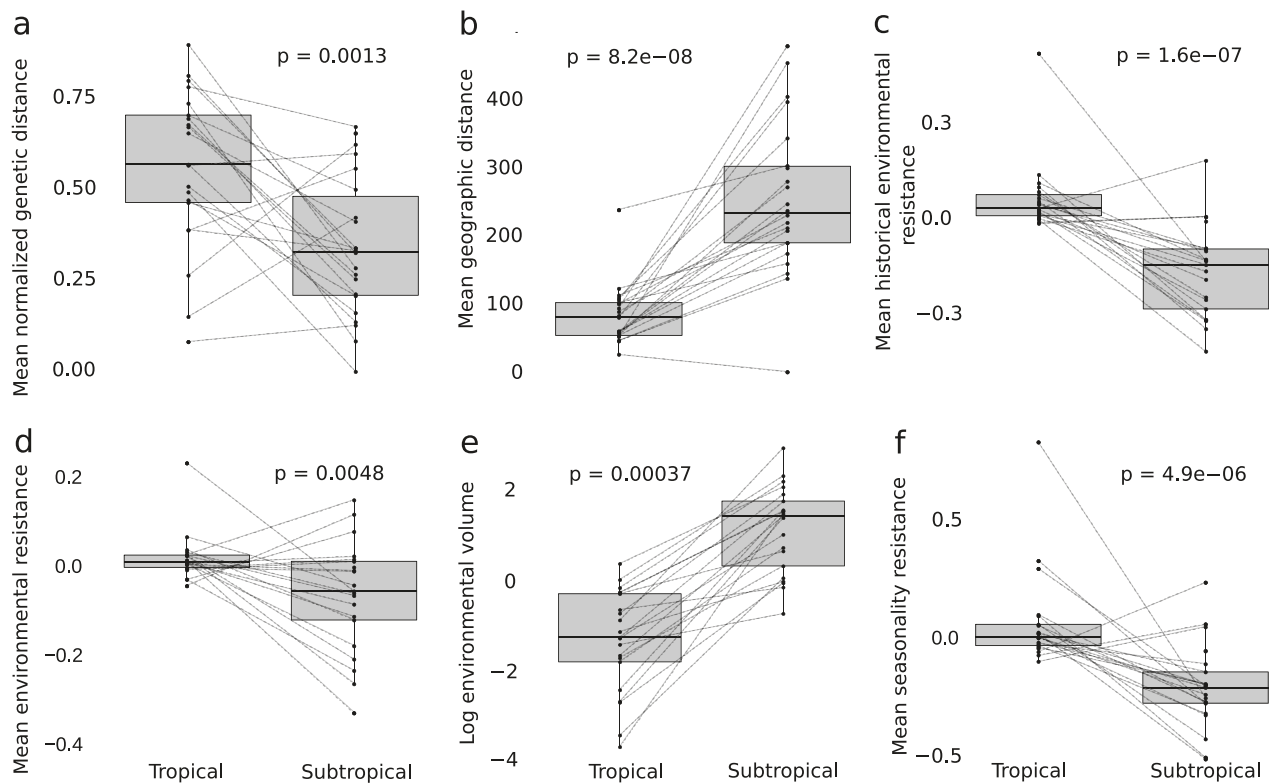 a
p = 0.0013
Mean normalized genetic distance
0.75
0.50
0.25
0.00
b
p = 8.2e−08
Mean geographic distance
400
300
200
100
0
c
p = 1.6e−07
Mean historical environmental
resistance
0.3
0.0
−0.3
d
p = 0.0048
Mean environmental resistance
0.2
0.0
−0.2
−0.4
Tropical
Subtropical
e
p = 0.00037
Log environmental volume
2
0
−2
−4
Tropical
Subtropical
f
p = 4.9e−06
Mean seasonality resistance
0.5
0.0
−0.5
Tropical
Subtropical